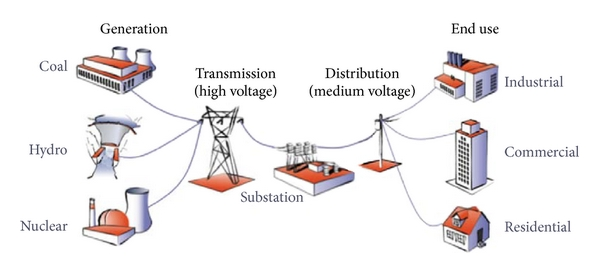 Generation
End use
Coal
Transmission
(high voltage)
Distribution
(medium voltage)
Industrial
Hydro
Commercial
Substation
Nuclear
Residential